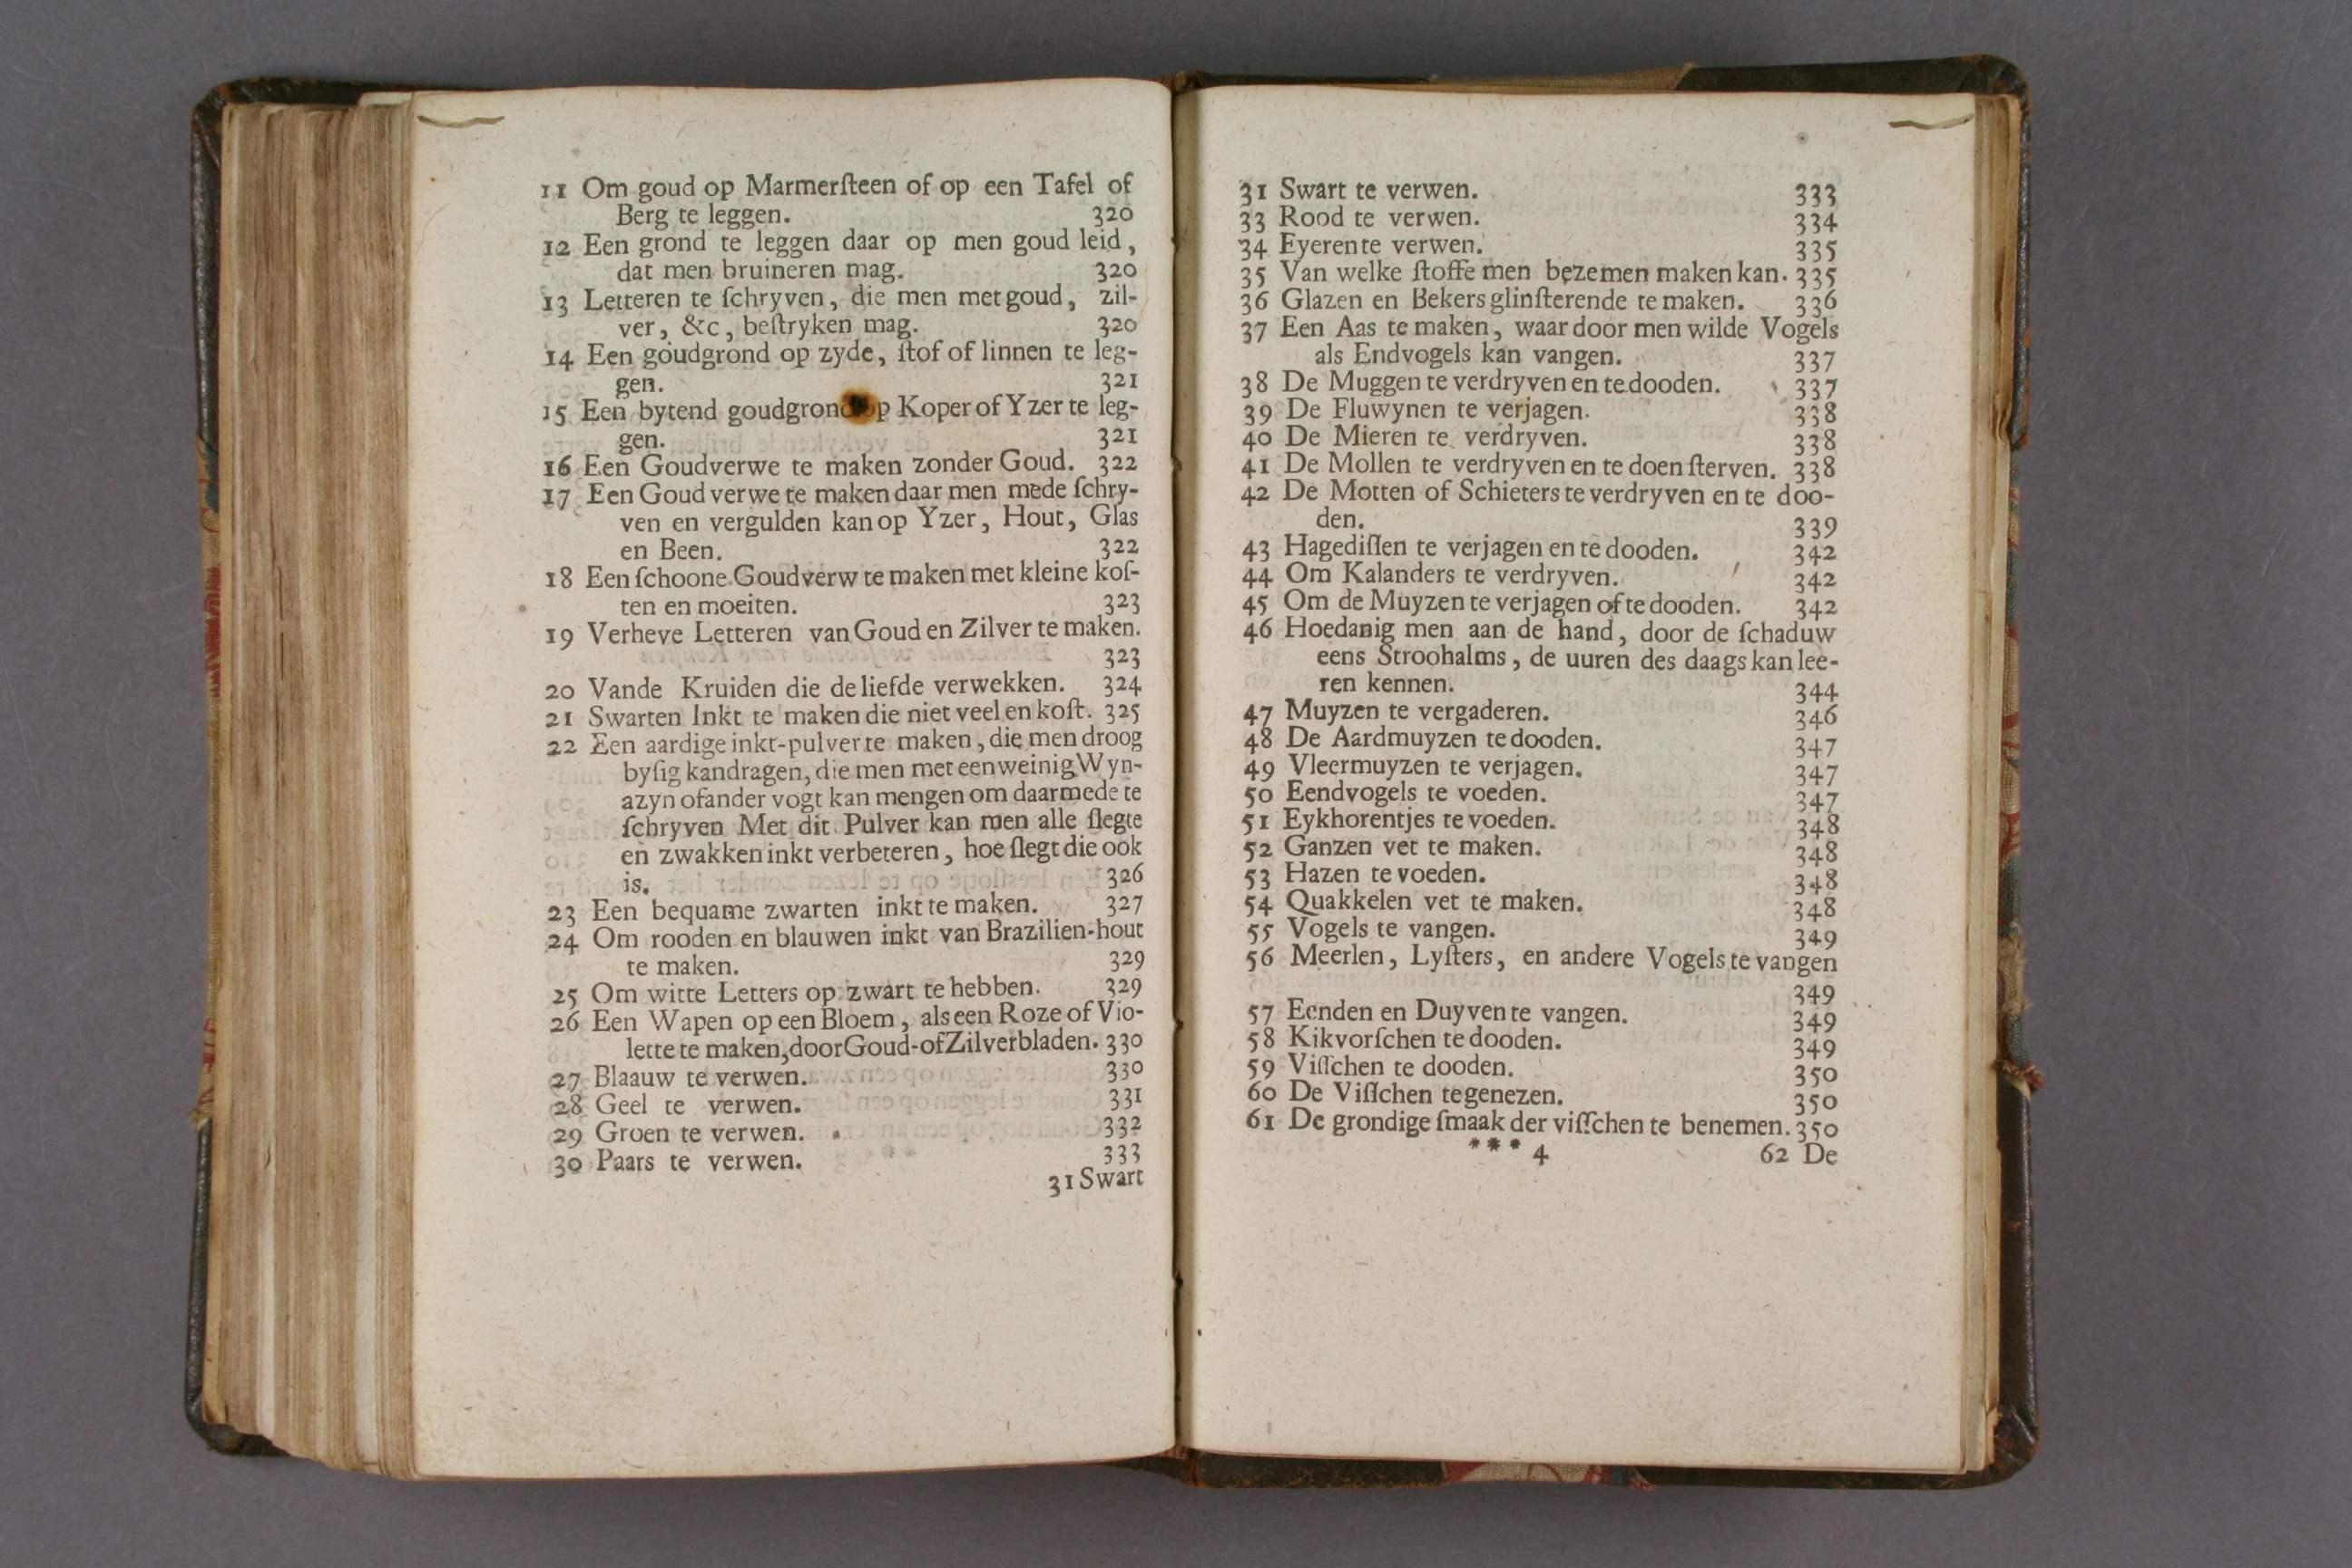 11 Om goud op Marmerſteen of op een Tafel of
Berg te leggen. 320
12 Een grond te leggen daar op men goud leid,
dat men bruineren mag. 320
13 Letteren te ſchryven, die men met goud, zil-
ver, &c, beſtryken mag. 320
14 Een goudgrond op zyde, ſtof of linnen te leg-
gen. 321
15 Een bytend Koper of Yzer te leg-
gen. 321
16 Een Goudverwe te maken zonder Goud. 322
17 Een Goud verwe te maken daar men mede ſchry-
ven en vergulden kan op Yzer, Hout, Glas
en Been. 322
18 Een ſchoone Goudverw te maken met kleine koſ-
ten en moeiten. 323
19 Verheve Letteren van Goud en Zilver te maken.
323
20 Vande Kruiden die de liefde verwekken. 324
21 Swarten Inkt te maken die niet veel en koſt. 325
22 Een aardige inkt-pulver te maken, die men droog
byſig kandragen, die men met een weinig Wyn-
azyn ofander vogt kan mengen om daarmede te
ſchryven Met dit Pulver kan men alle ſlegte
en zwakken inkt verbeteren, hoe ſlegt die ook
is. 326
23 Een bequame zwarten inkt te maken. 327
24 Om rooden en blauwen inkt van Brazilien-hout
te maken. 329
25 Om witte Letters op zwart te hebben. 329
26 Een Wapen op een Bloem, als een Roze of Vio-
lette te maken, door Goud-of Zilverbladen. 330
27 Blaauw te verwen. 330
28 Geel te verwen. 331
29 Groen te verwen. 332
30 Paars te verwen. 333
31 Swart
31 Swart te verwen. 333
33 Rood te verwen. 334
34 Eyeren te verwen. 335
35 Van welke ſtoffe men bezemen maken kan. 335
36 Glazen en Bekers glinſterende te maken. 336
37 Een Aas te maken, waar door men wilde Vogels
als Endvogels kan vangen. 337
38 De Muggen te verdryven en te dooden. 337
39 De Fluwynen te verjagen. 338
40 De Mieren te verdryven. 338
41 De Mollen te verdryven en te doen ſterven. 338
42 De Motten of Schieters te verdryven en te doo-
den. 339
43 Hagediſſen te verjagen en te dooden. 342
44 Om Kalanders te verdryven. 342
45 Om de Muyzen te verjagen of te dooden. 342
46 Hoedanig men aan de hand, door de ſchaduw
eens Stroohalms, de uuren des daags kan lee-
ren kennen. 344
47 Muyzen te vergaderen. 346
48 De Aardmuyzen te dooden. 347
49 Vleermuyzen te verjagen. 347
50 Eendvogels te voeden. 347
51 Eykhorentjes te voeden. 348
52 Ganzen vet te maken. 348
53 Hazen te voeden. 348
54 Quakkelen vet te maken. 348
55 Vogels te vangen. 349
56 Meerlen, Lyſters, en andere Vogels te vangen
349
57 Eenden en Duyven te vangen. 349
58 Kikvorſchen te dooden. 349
59 Viſſchen te dooden. 350
60 De Viſſchen tegenezen. 350
61 De grondige ſmaak der viſſchen te benemen. 350
*** 4 62 De